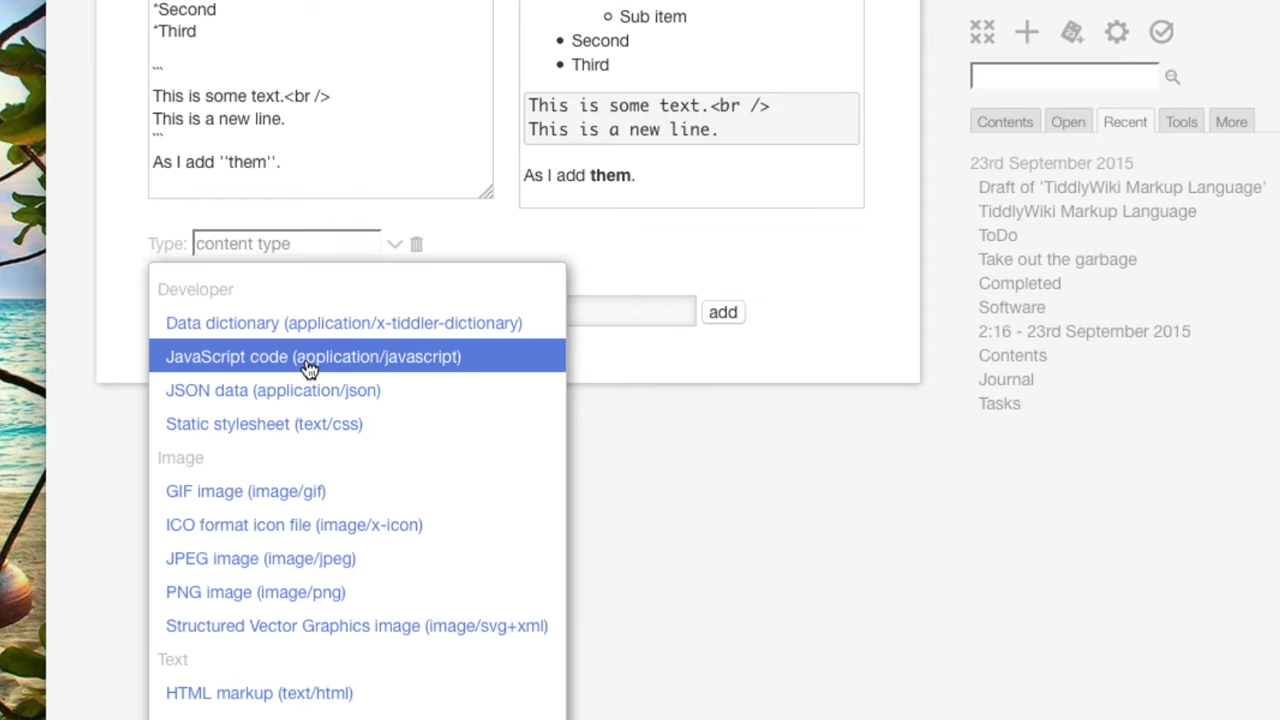 *Second
*Third
```
This is some text.<br />
This is a new line.
```
As I add ''them''.
Sub item
Second
Third
This is some text.<br />
This is a new line.
As I add them.
Type: content type
add
Developer
Data dictionary (application/x-tiddler-dictionary)
JavaScript code (application/javascript)
JSON data (application/json)
Static stylesheet (text/css)
Image
GIF image (image/gif)
ICO format icon file (image/x-icon)
JPEG image (image/jpeg)
PNG image (image/png)
Structured Vector Graphics image (image/svg+xml)
Text
HTML markup (text/html)
Contents Open Recent Tools More
23rd September 2015
Draft of 'TiddlyWiki Markup Language'
TiddlyWiki Markup Language
ToDo
Take out the garbage
Completed
Software
2:16 - 23rd September 2015
Contents
Journal
Tasks